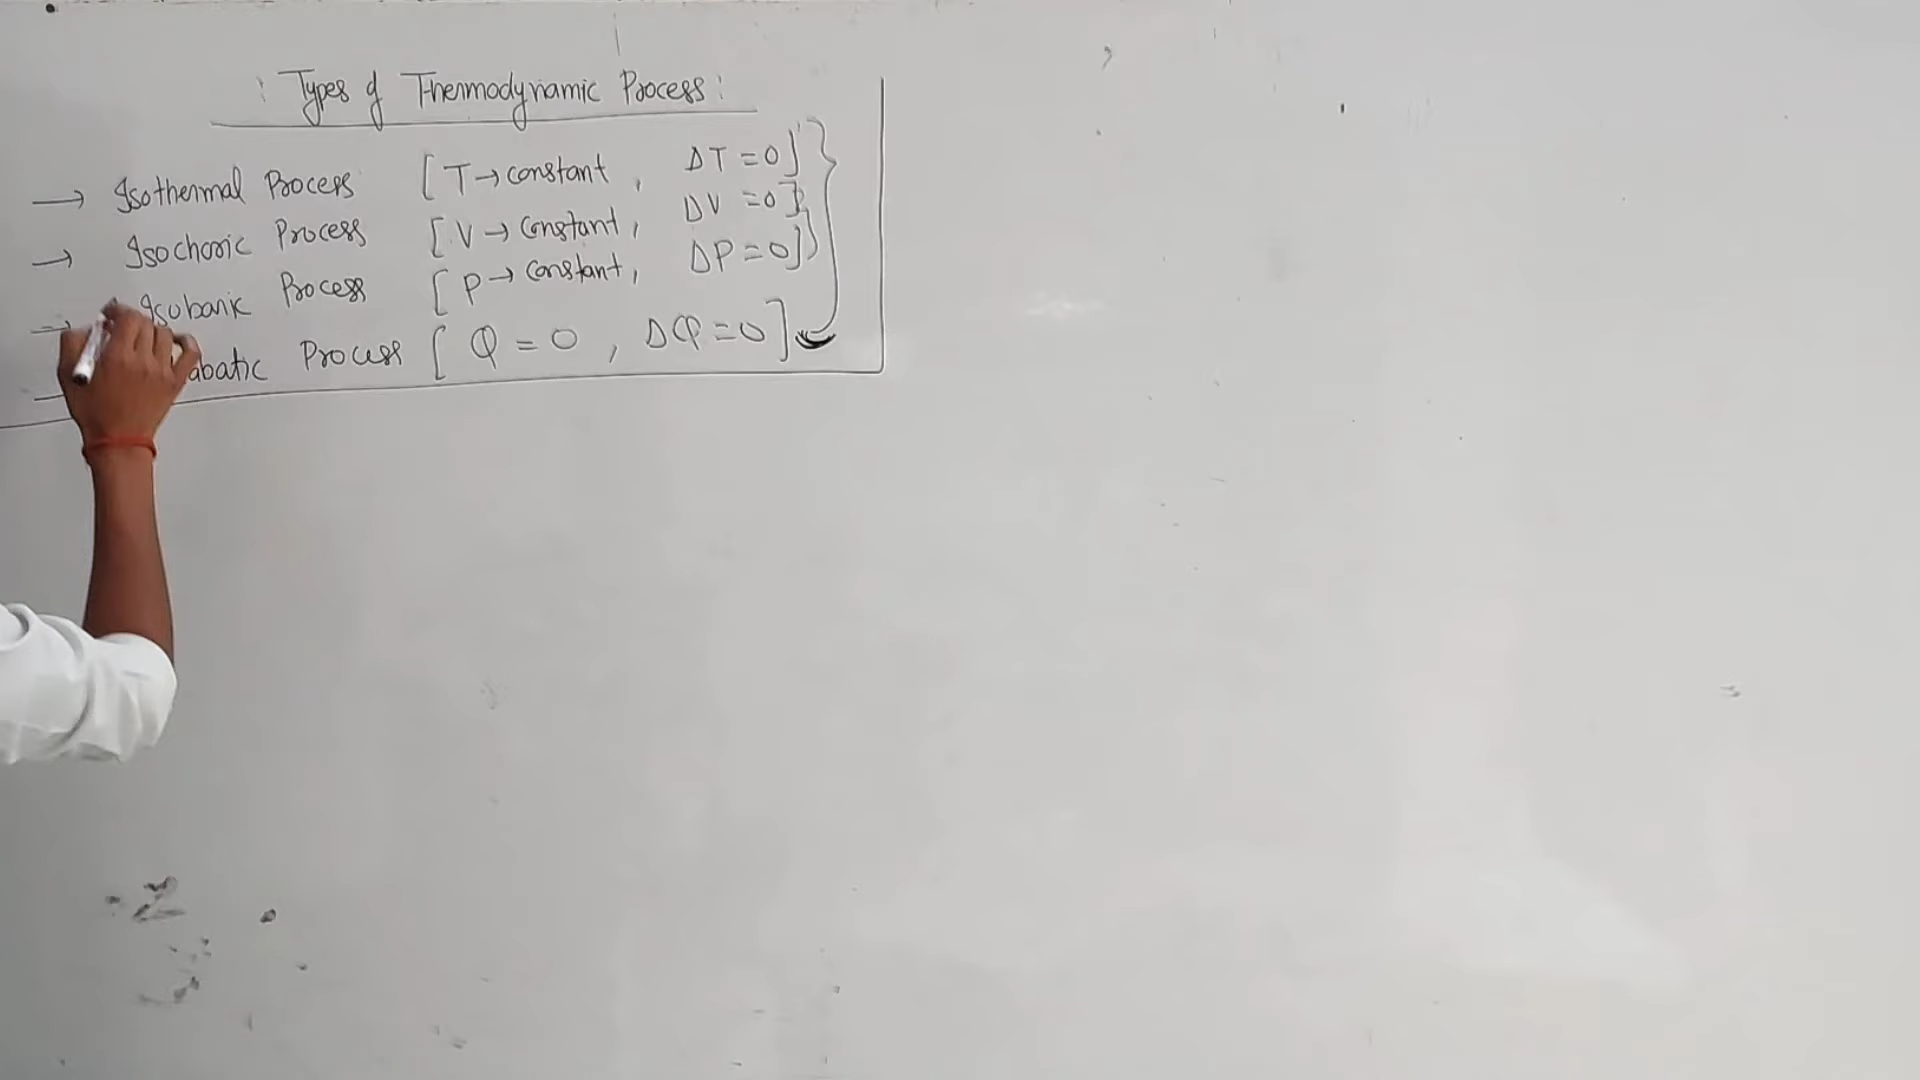 : Types of Thermodynamic Process :
→ Isothermal Process [ T → constant , ΔT = 0 ]
→ Isochoric Process [ V → constant , ΔV = 0 ]
→ Isobaric Process [ P → constant , ΔP = 0 ]
abatic Process [ Q = 0 , ΔQ = 0 ]